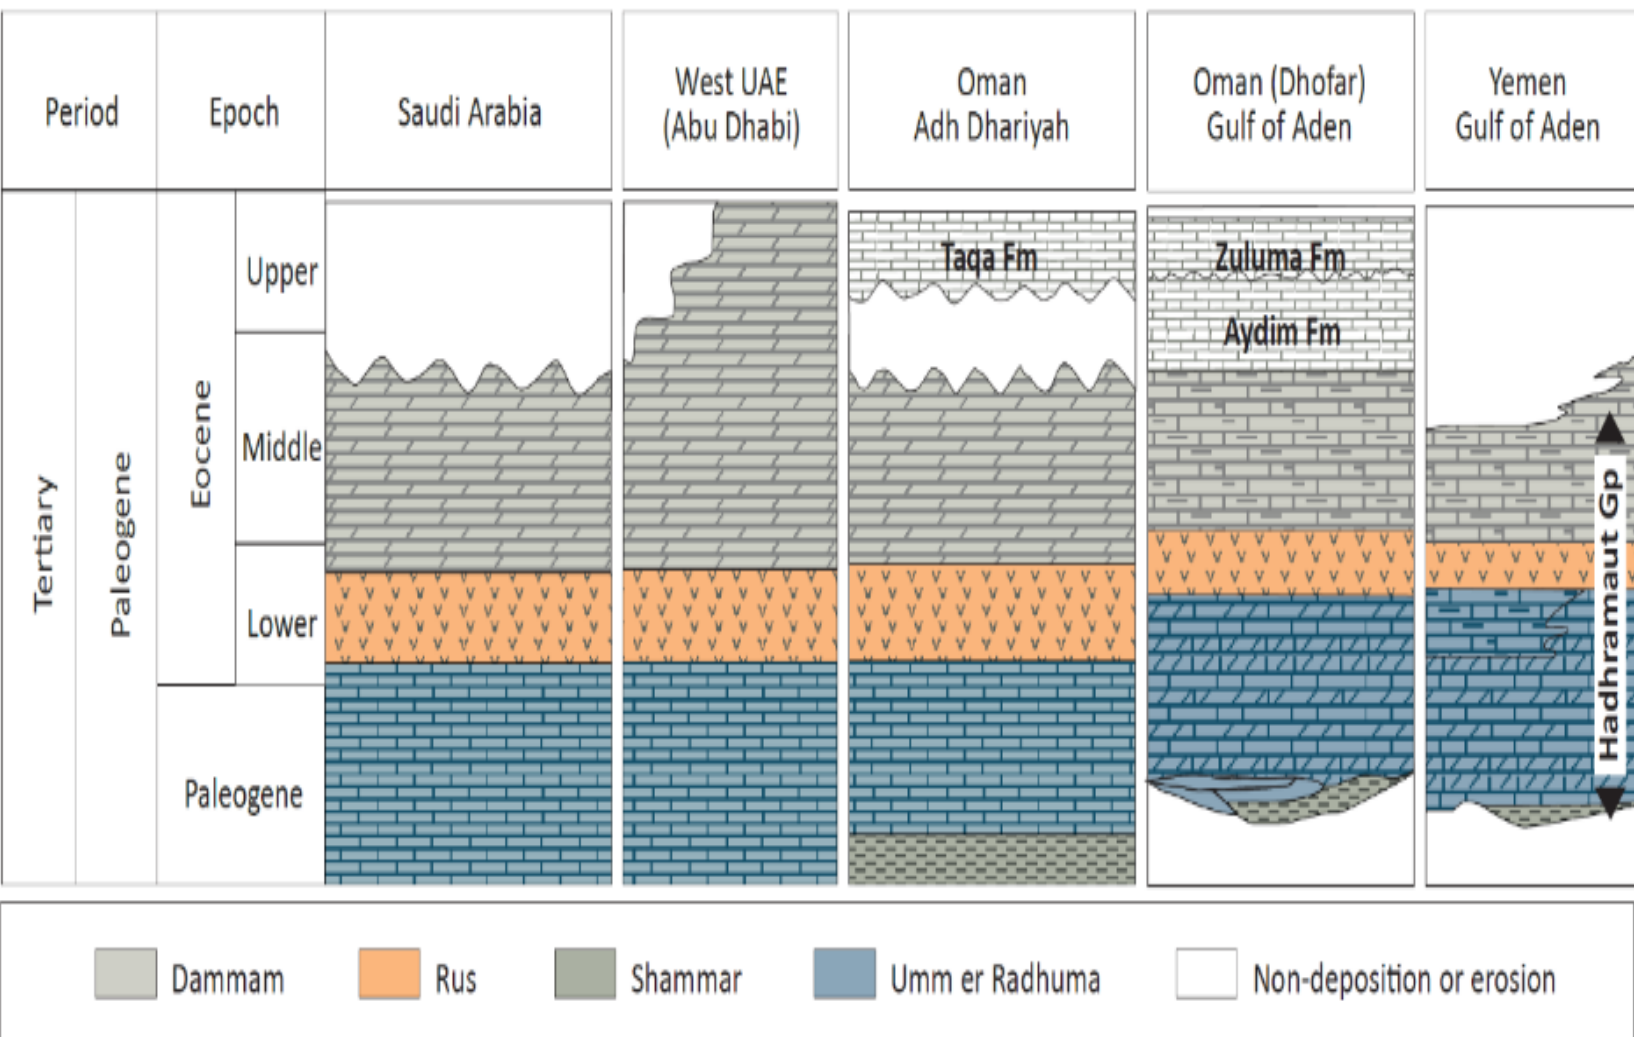 Period
Epoch
Saudi Arabia
West UAE
(Abu Dhabi)
Oman
Adh Dhariyah
Oman (Dhofar)
Gulf of Aden
Yemen
Gulf of Aden
Tertiary
Paleogene
Eocene
Upper
Middle
Lower
Paleogene
Taqa Fm
Zuluma Fm
Aydim Fm
Hadhramaut Gp
Dammam
Rus
Shammar
Umm er Radhuma
Non-deposition or erosion